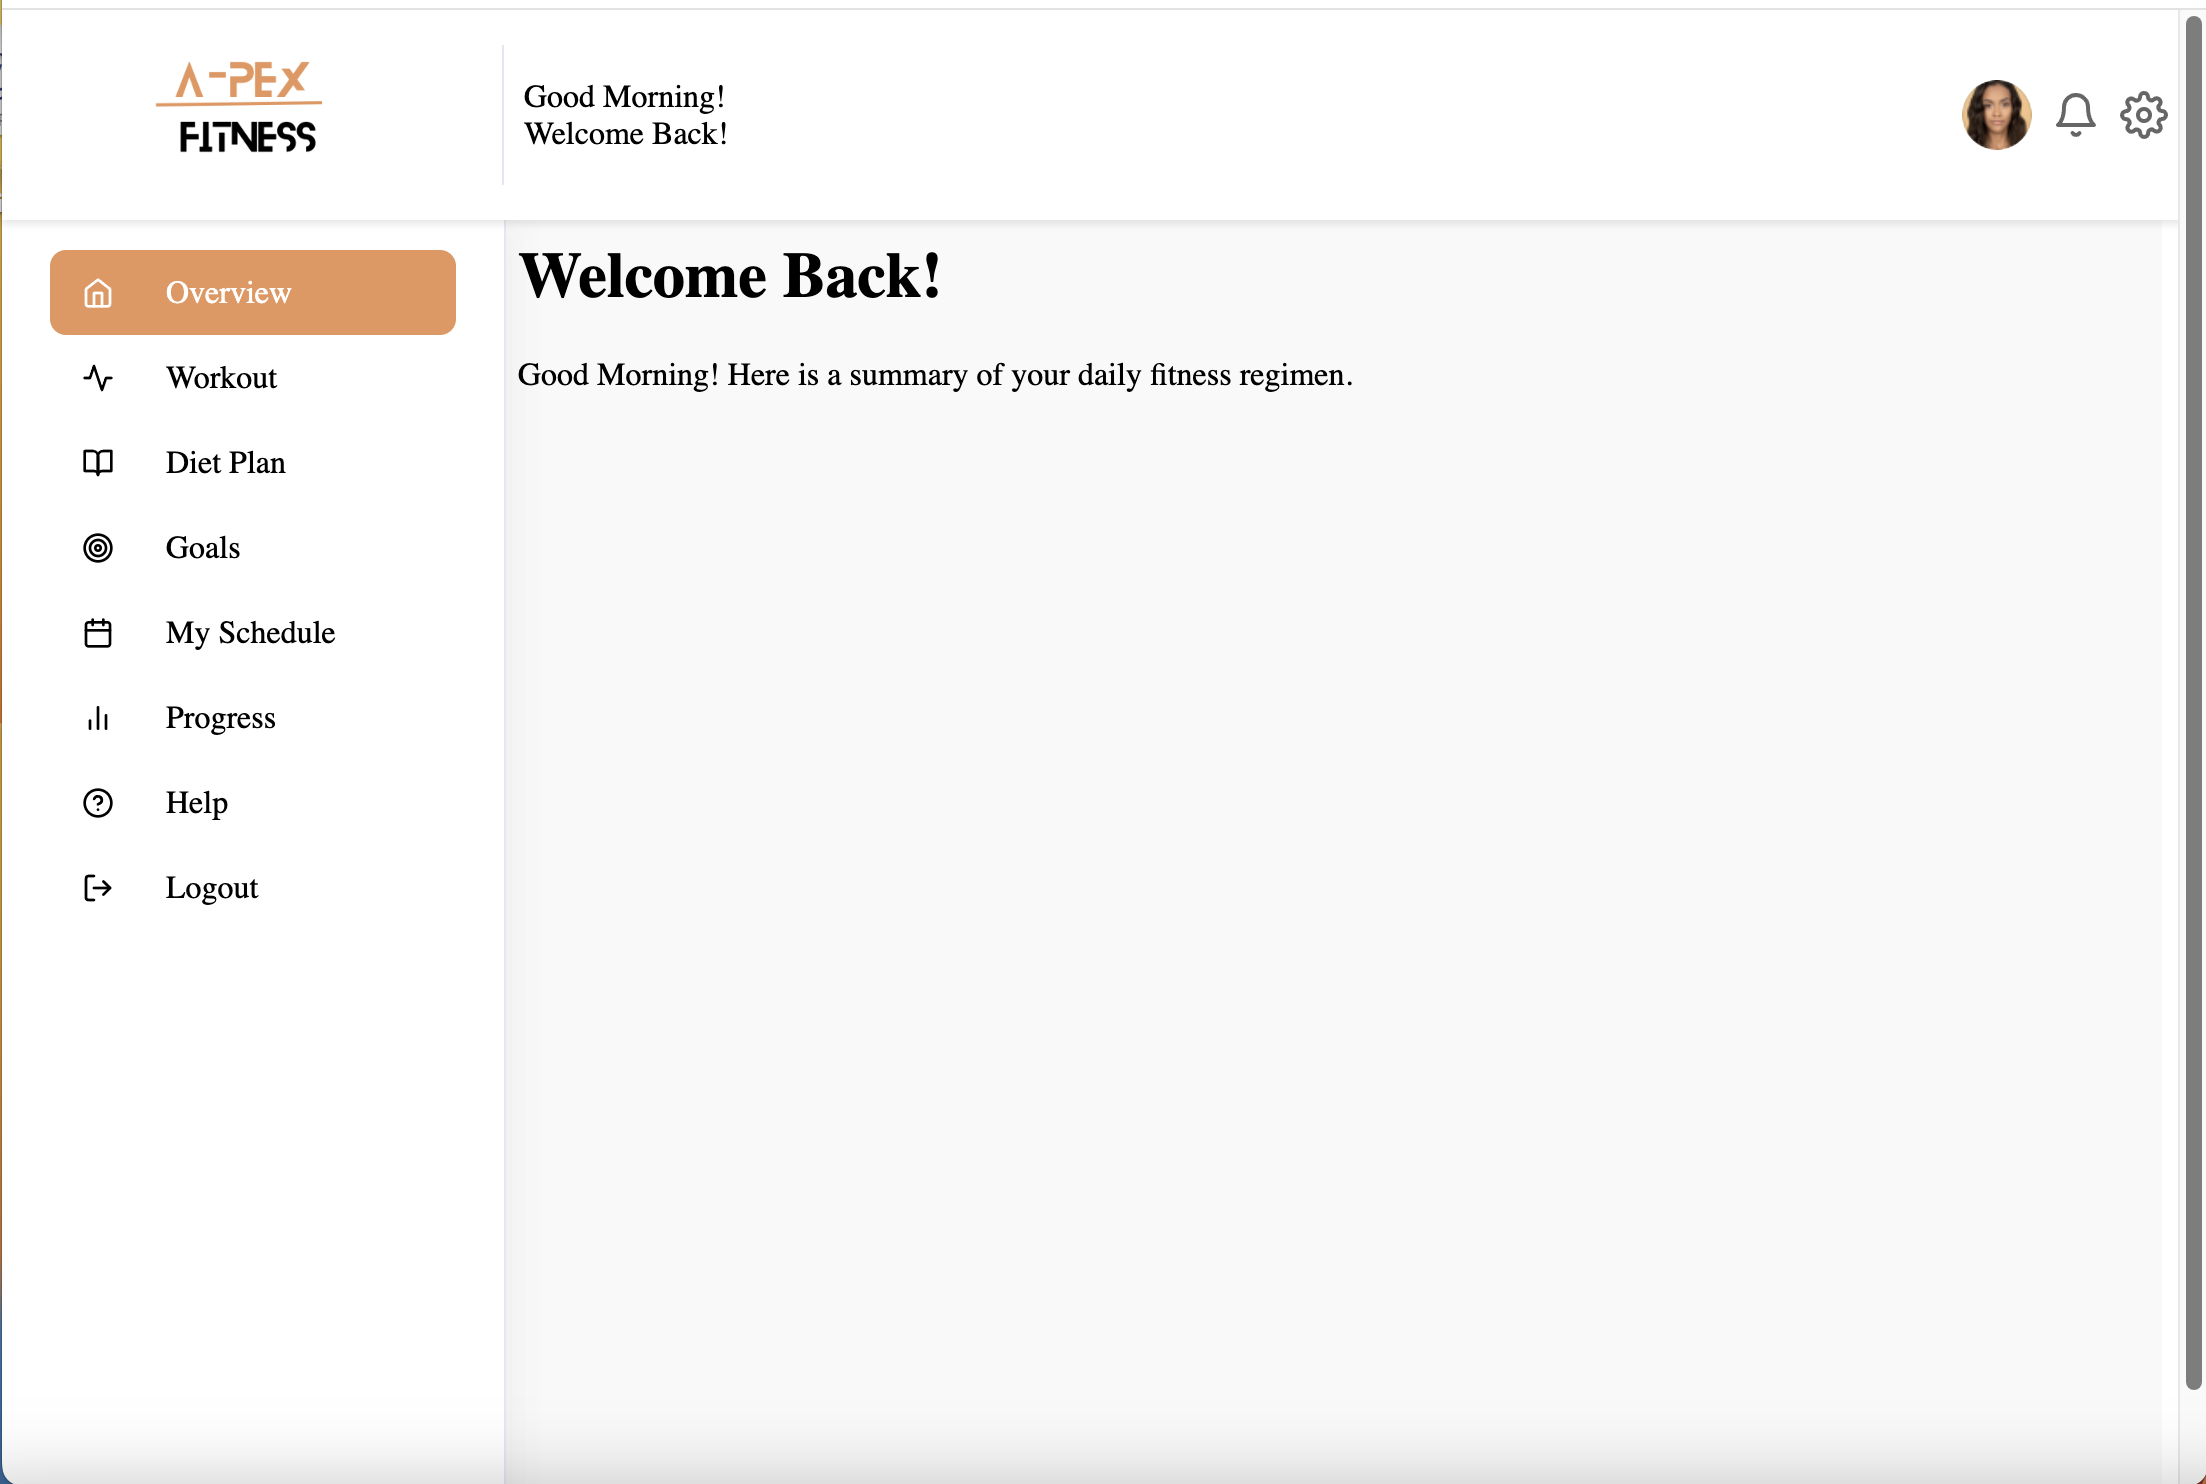 A-PEX
FITNESS
Good Morning!
Welcome Back!
Overview
Workout
Diet Plan
Goals
My Schedule
Progress
Help
Logout
Welcome Back!
Good Morning! Here is a summary of your daily fitness regimen.